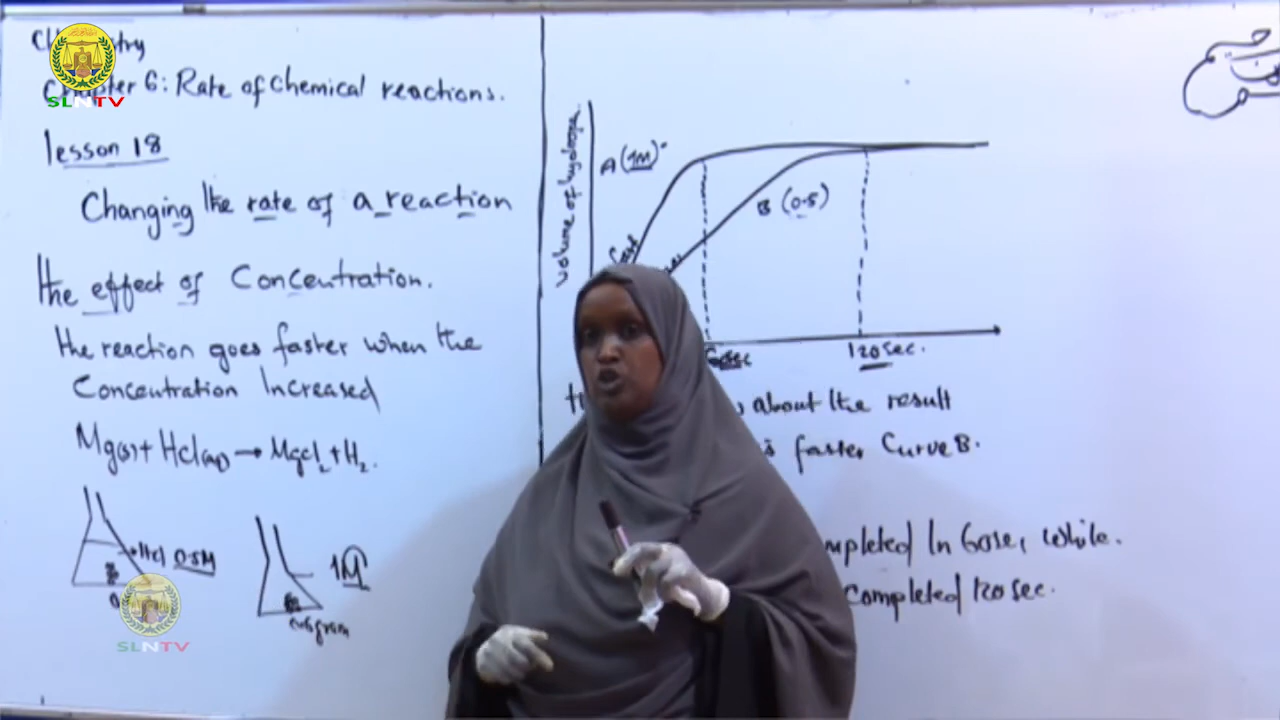 Chapter 6: Rate of chemical reactions.
lesson 18
Changing the rate of a reaction
the effect of Concentration.
the reaction goes faster when the
Concentration Increased
Mg(s) + Hcl(aq) → Mgcl2 + H2.
Hcl 0.5M
1M
SLNTV
SLNTV
volume of hydrogen
A (1M)
B (0.5)
60sec
120sec.
about the result
faster Curve B.
In 60sec, while.
Completed 120 sec.